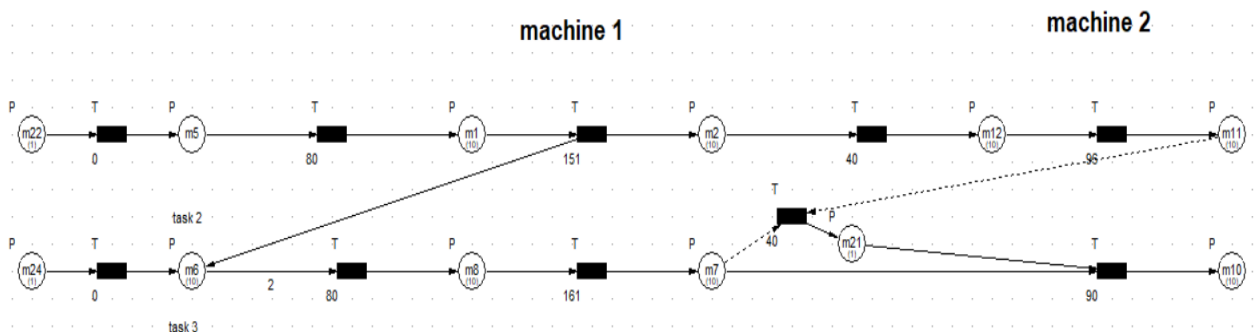 machine 1
machine 2
P T P T P T P T P T P
m22 (1) m5 m1 (10) m2 (10) m12 (10) m11 (10)
0 80 151 40 96
task 2
T P
40 m21 (1)
P T P T P T P T P
m24 (1) m6 (10) m8 (10) m7 (10) m10 (10)
0 2 80 161 90
task 3